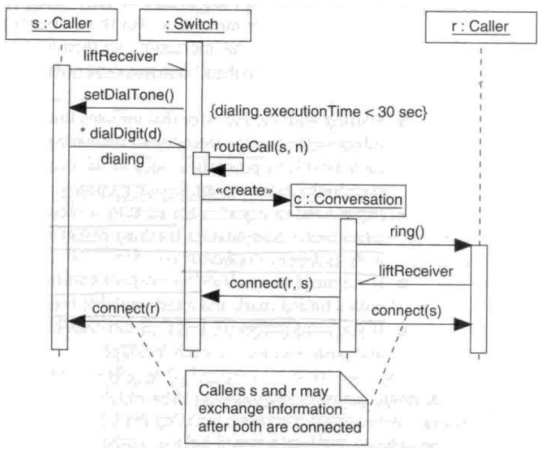 s : Caller
: Switch
r : Caller
liftReceiver
setDialTone()
{dialing.executionTime < 30 sec}
* dialDigit(d)
dialing
routeCall(s, n)
«create»
c : Conversation
ring()
liftReceiver
connect(r, s)
connect(r)
connect(s)
Callers s and r may
exchange information
after both are connected